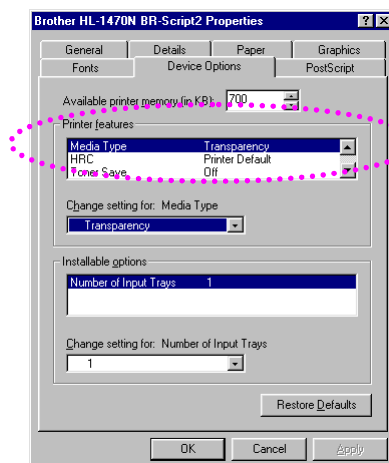 Brother HL-1470N BR-Script2 Properties
General Details Paper Graphics
Fonts Device Options PostScript
Available printer memory (in KB): 700
Printer features
Media Type Transparency
HRC Printer Default
Toner Save Off
Change setting for: Media Type
Transparency
Installable options
Number of Input Trays 1
Change setting for: Number of Input Trays
1
Restore Defaults
OK Cancel Apply